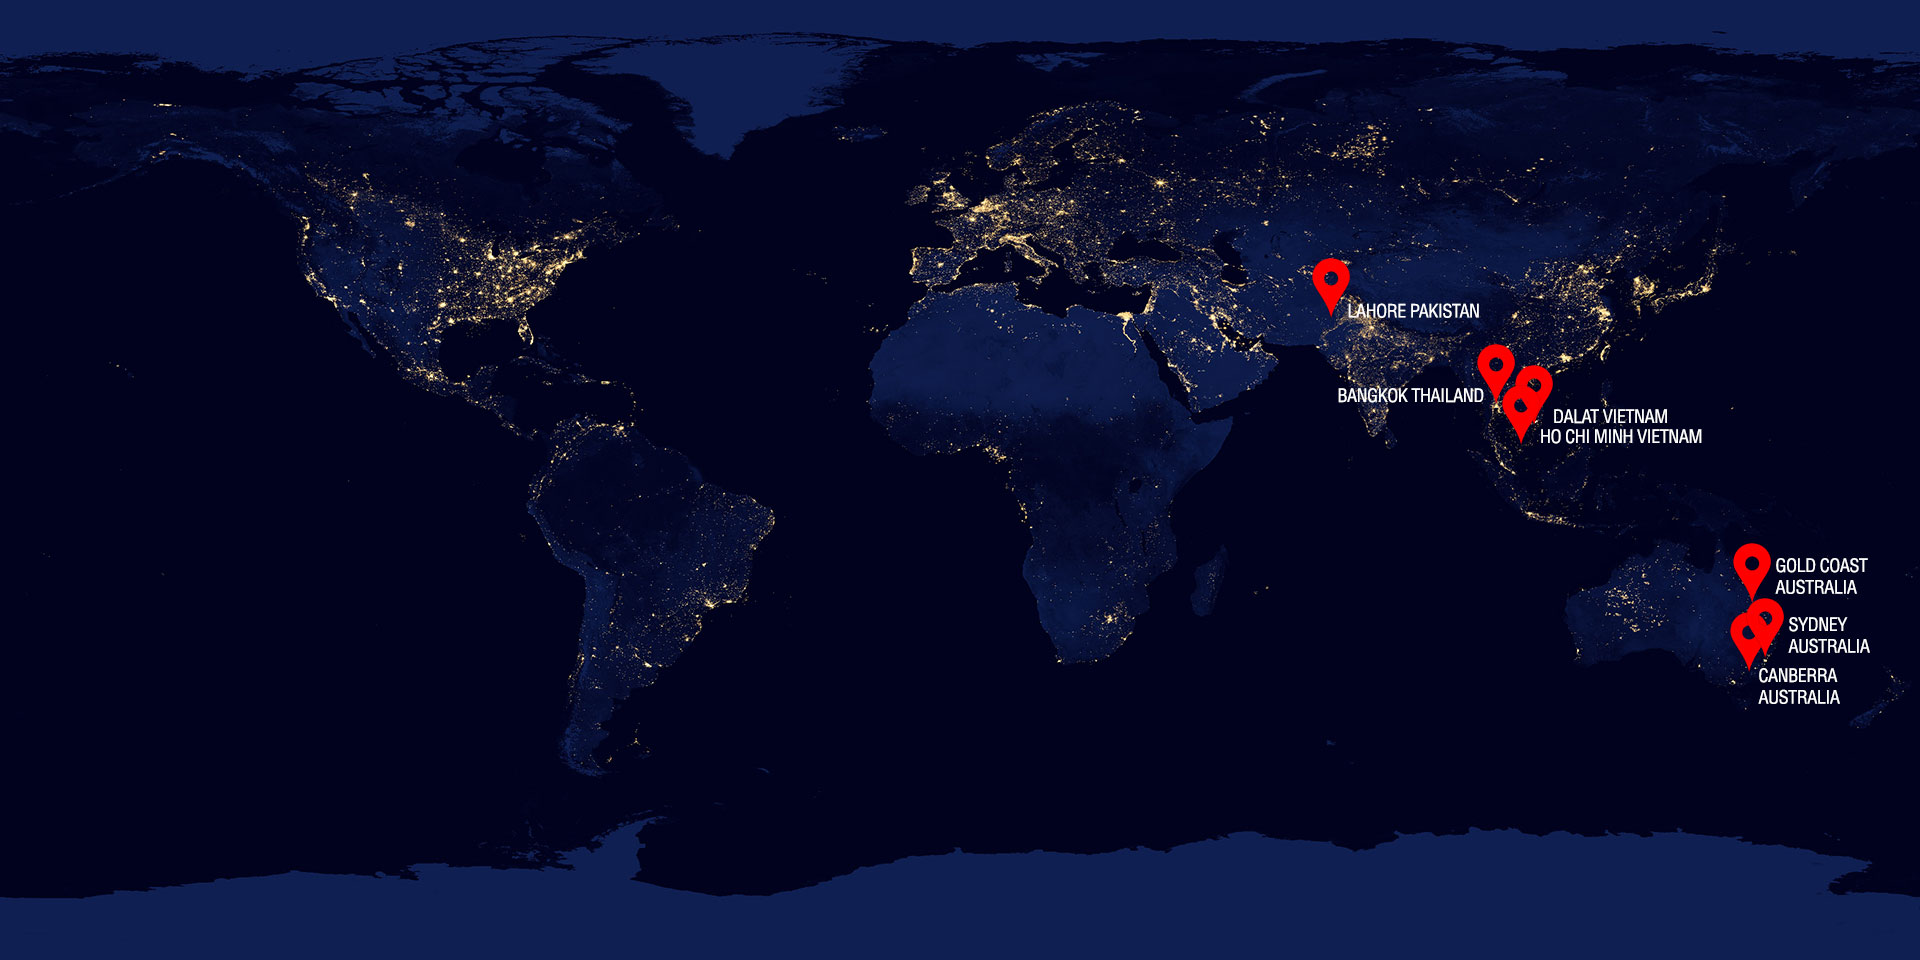 LAHORE PAKISTAN
BANGKOK THAILAND
DALAT VIETNAM
HO CHI MINH VIETNAM
GOLD COAST
AUSTRALIA
SYDNEY
AUSTRALIA
CANBERRA
AUSTRALIA